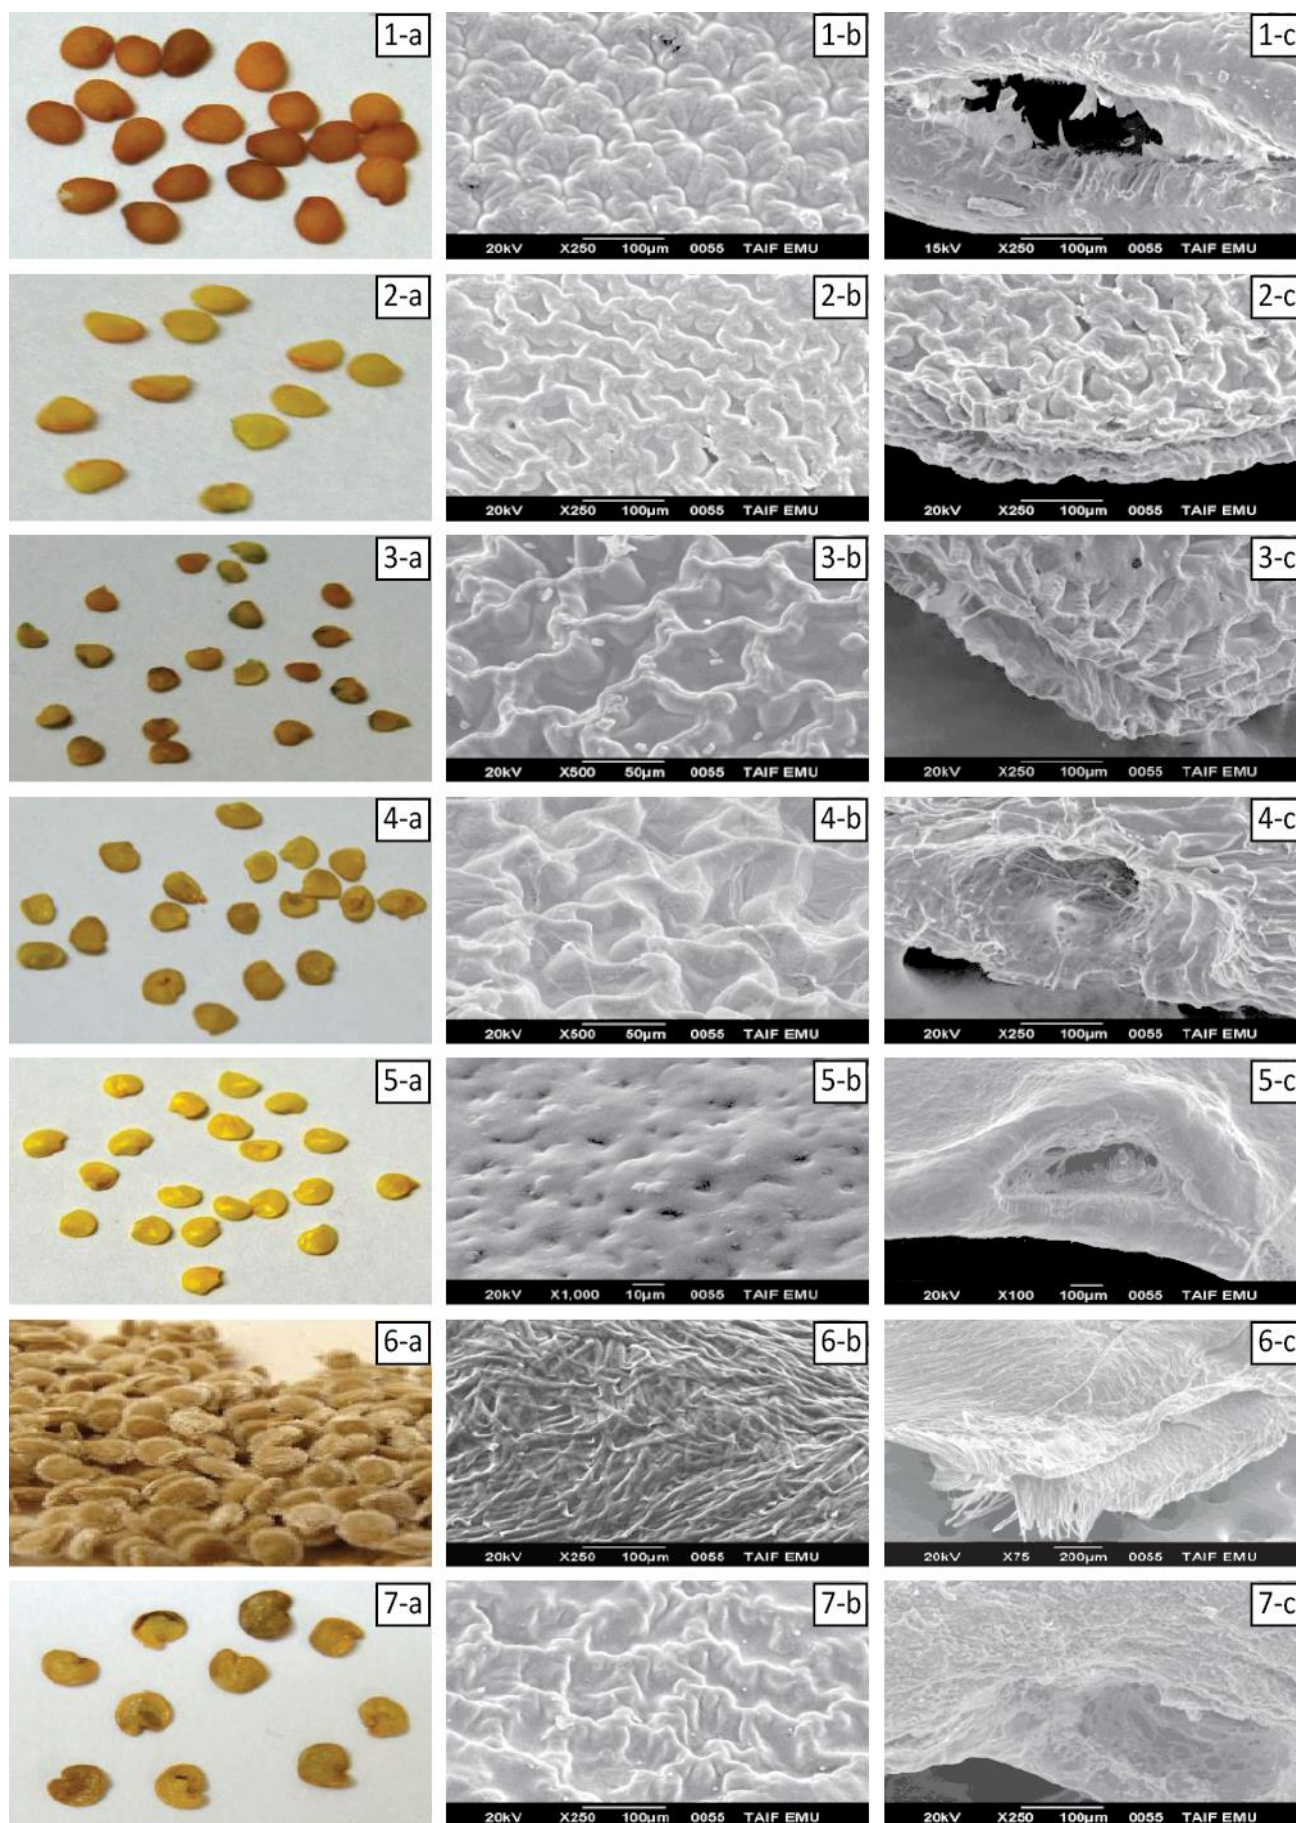 1-a
1-b
20kV X250 100µm 0055 TAIF EMU
1-c
15kV X250 100µm 0055 TAIF EMU
2-a
2-b
20kV X250 100µm 0055 TAIF EMU
2-c
20kV X250 100µm 0055 TAIF EMU
3-a
3-b
20kV X500 50µm 0055 TAIF EMU
3-c
20kV X250 100µm 0055 TAIF EMU
4-a
4-b
20kV X500 50µm 0055 TAIF EMU
4-c
20kV X250 100µm 0055 TAIF EMU
5-a
5-b
20kV X1,000 10µm 0055 TAIF EMU
5-c
20kV X100 100µm 0055 TAIF EMU
6-a
6-b
20kV X250 100µm 0055 TAIF EMU
6-c
20kV X75 200µm 0055 TAIF EMU
7-a
7-b
20kV X250 100µm 0055 TAIF EMU
7-c
20kV X250 100µm 0055 TAIF EMU